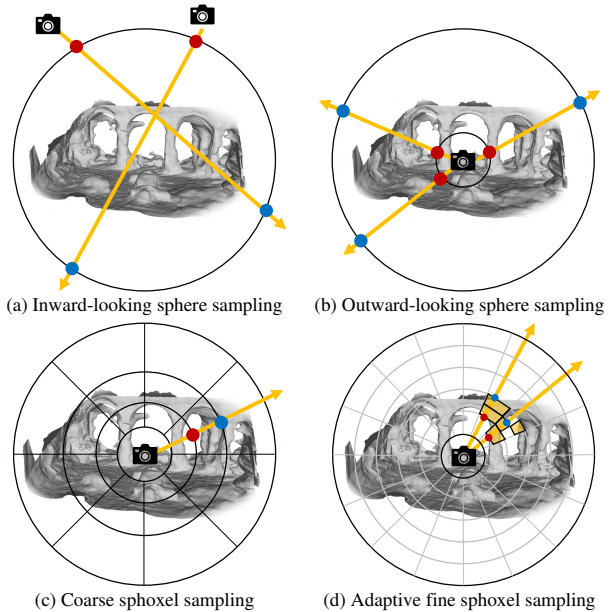 (a) Inward-looking sphere sampling
(b) Outward-looking sphere sampling
(c) Coarse sphoxel sampling
(d) Adaptive fine sphoxel sampling